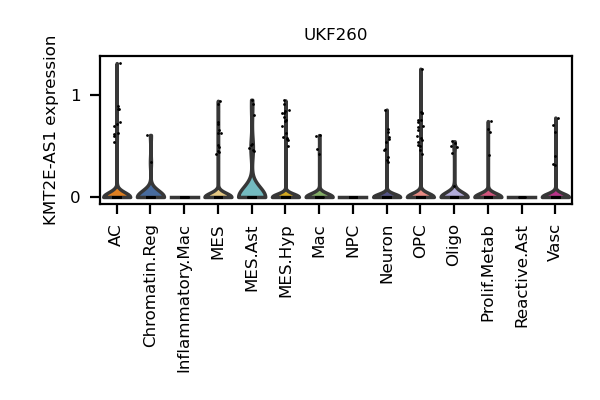 UKF260
KMT2E-AS1 expression
1
0
AC
Chromatin.Reg
Inflammatory.Mac
MES
MES.Ast
MES.Hyp
Mac
NPC
Neuron
OPC
Oligo
Prolif.Metab
Reactive.Ast
Vasc